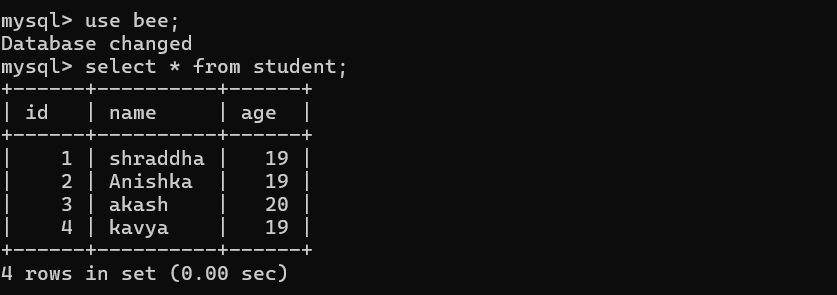 mysql> use bee;
Database changed
mysql> select * from student;
+------+----------+------+
| id   | name     | age  |
+------+----------+------+
|    1 | shraddha |   19 |
|    2 | Anishka  |   19 |
|    3 | akash    |   20 |
|    4 | kavya    |   19 |
+------+----------+------+
4 rows in set (0.00 sec)